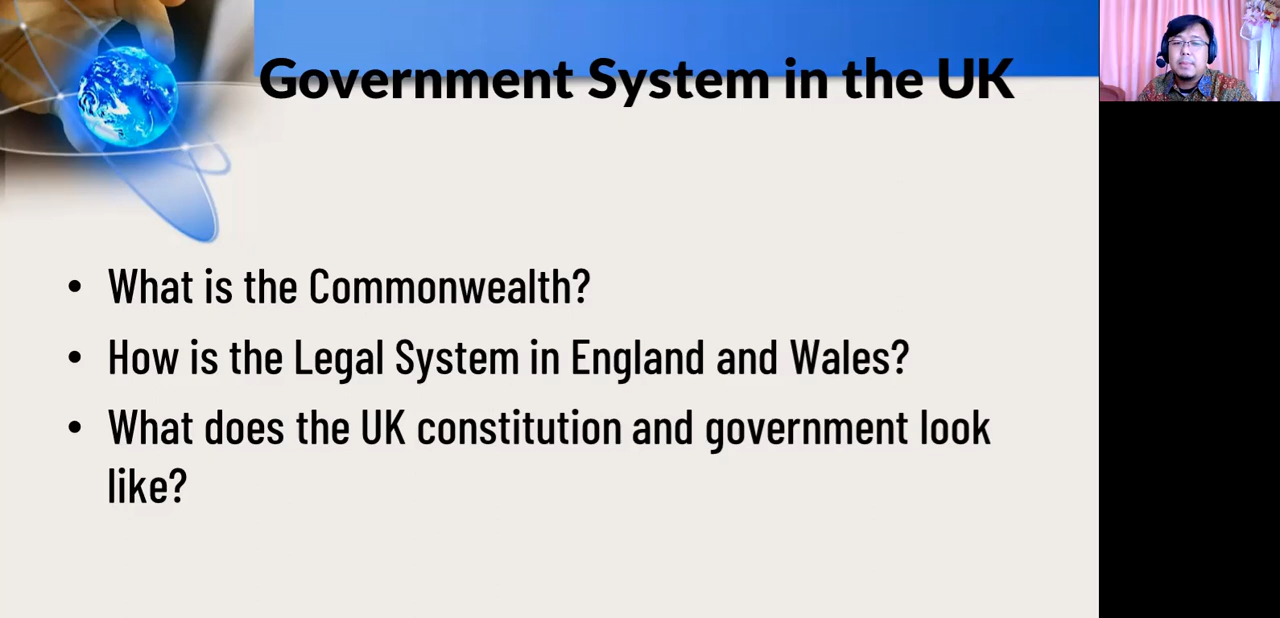 Government System in the UK
• What is the Commonwealth?
• How is the Legal System in England and Wales?
• What does the UK constitution and government look
like?